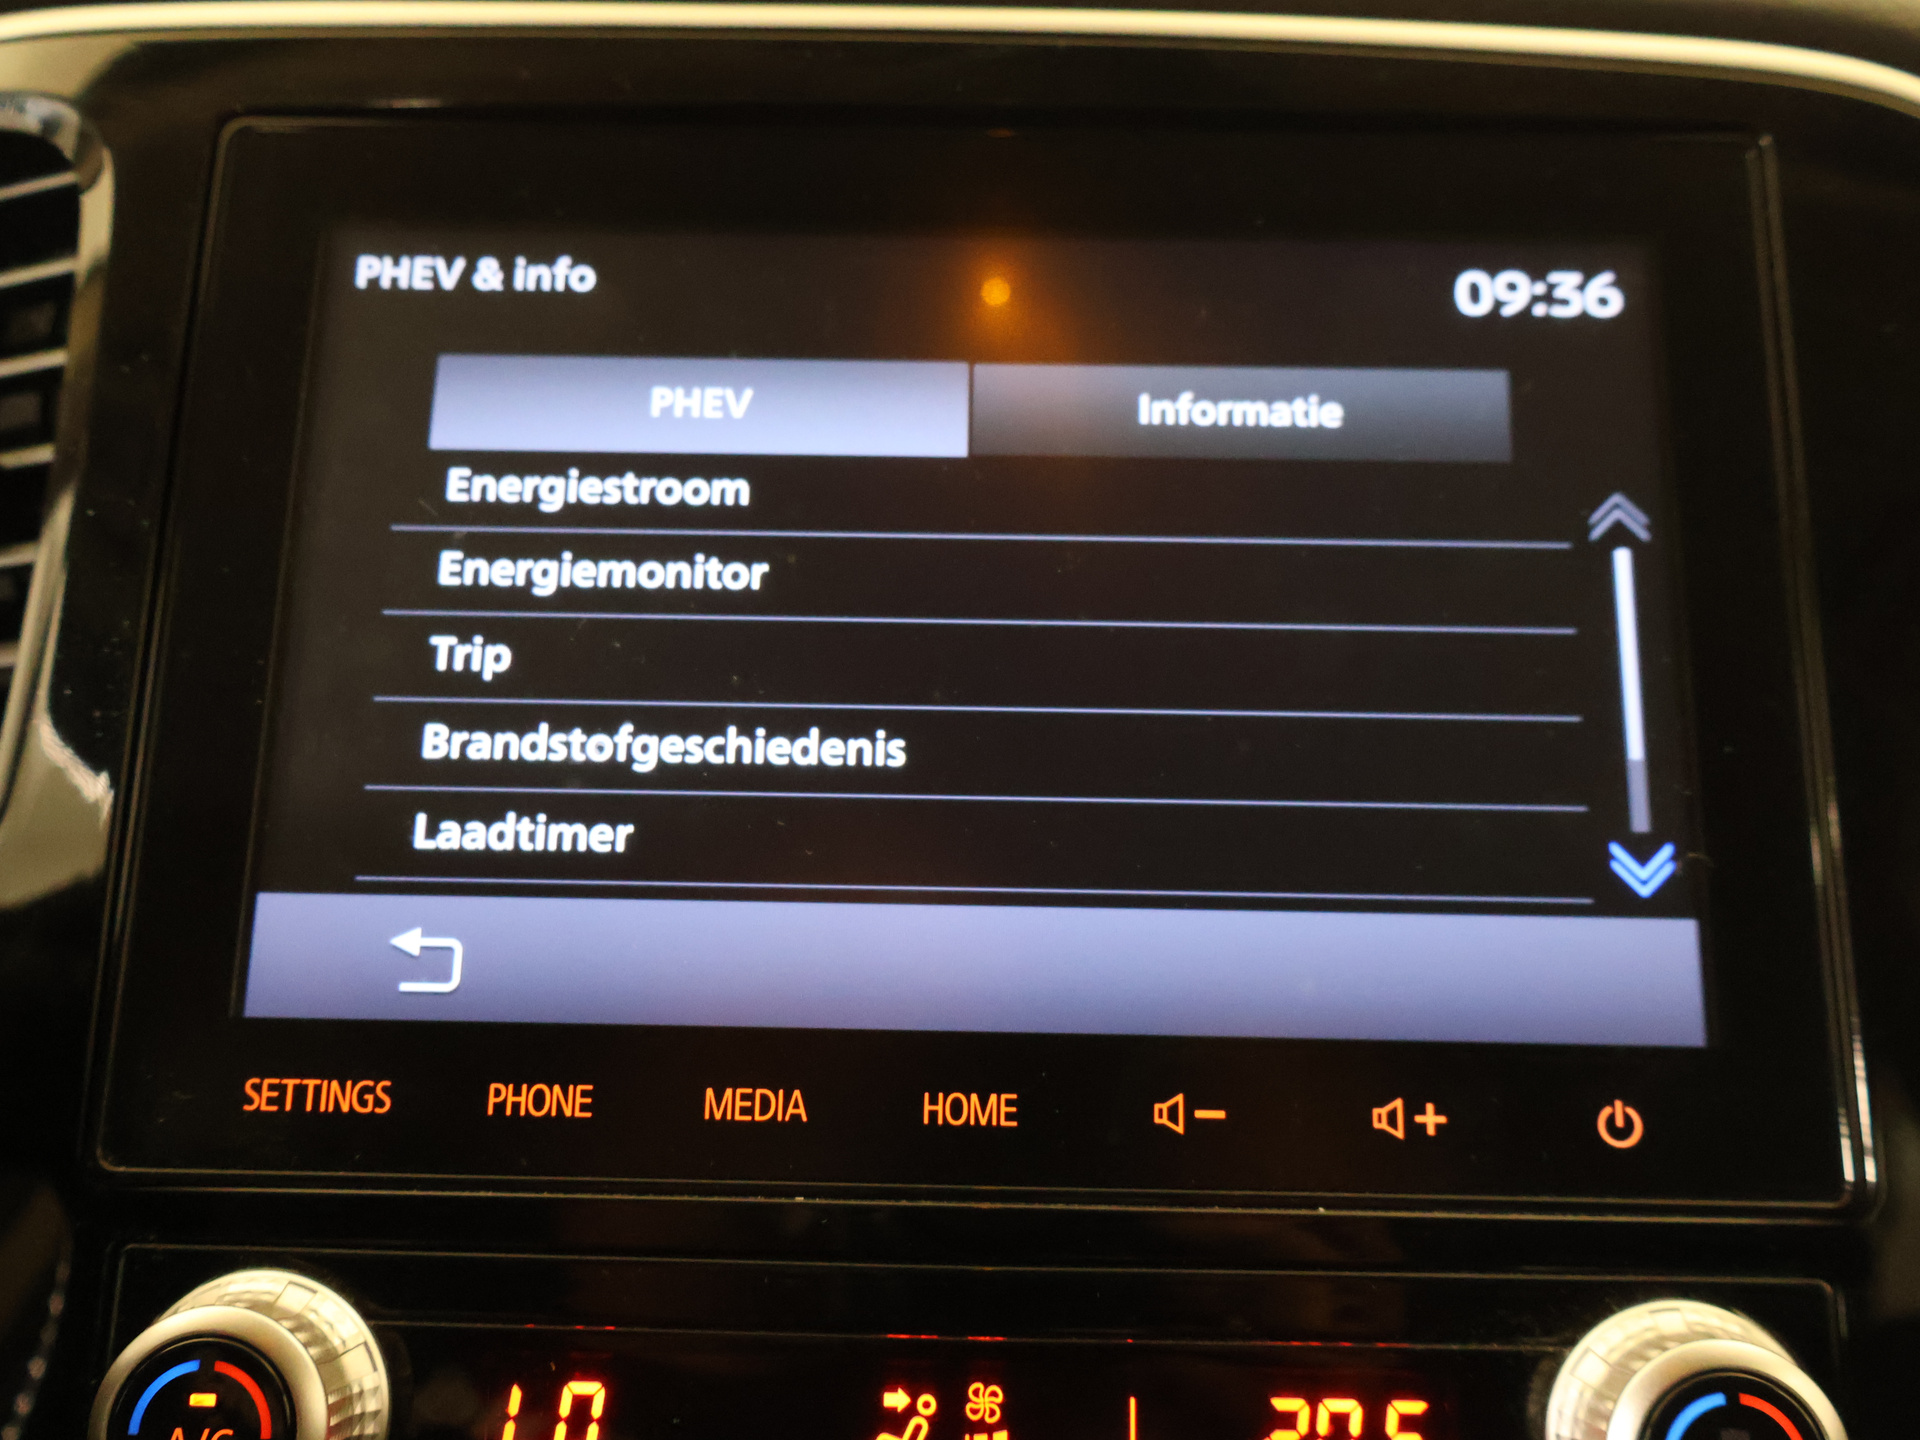 PHEV & info
09:36
PHEV
Informatie
Energiestroom
Energiemonitor
Trip
Brandstofgeschiedenis
Laadtimer
SETTINGS PHONE MEDIA HOME
A/C